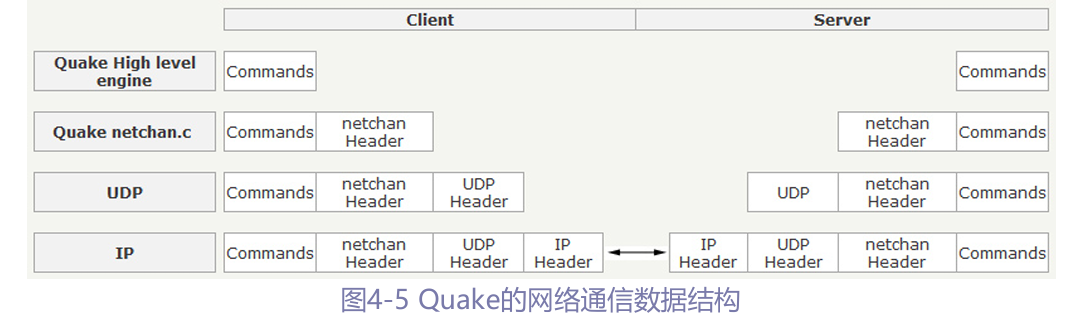 Client Server
Quake High level
engine
Commands Commands
Quake netchan.c
Commands netchan
Header
netchan
Header Commands
UDP
Commands netchan
Header
UDP
Header
UDP netchan
Header
Commands
IP
Commands netchan
Header
UDP
Header
IP
Header
IP
Header
UDP
Header
netchan
Header
Commands
图4-5 Quake的网络通信数据结构